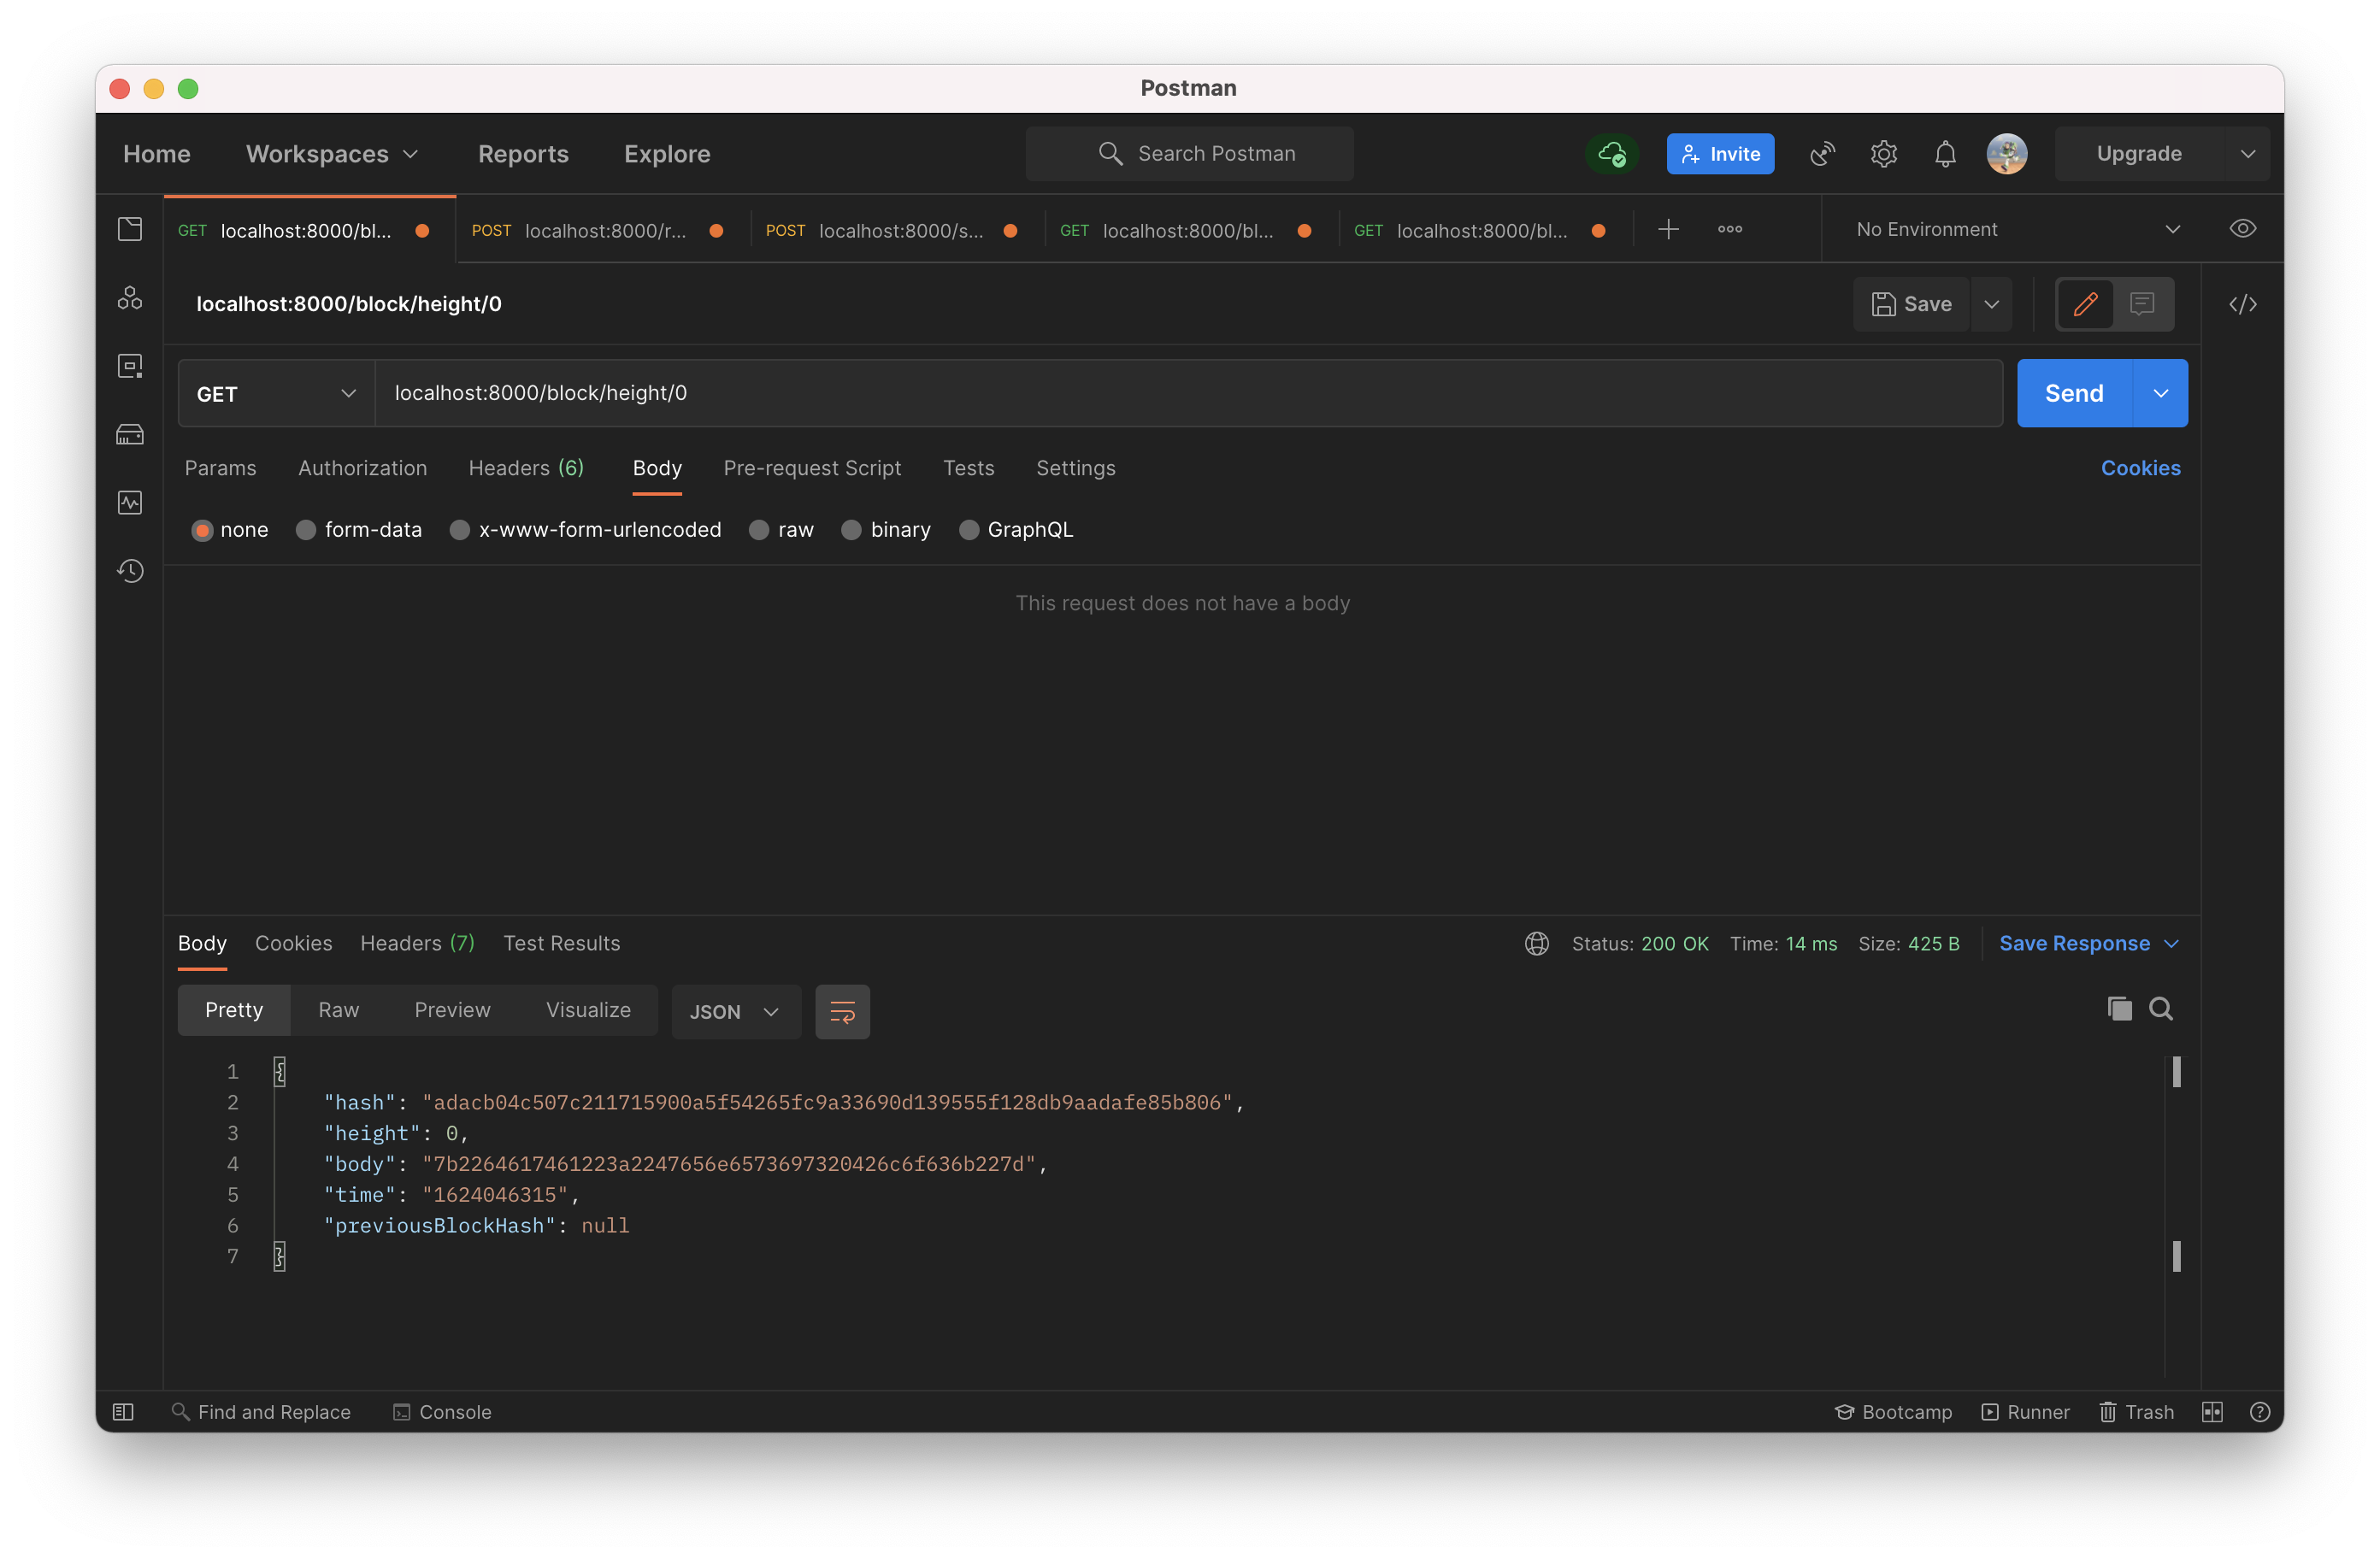 Postman
Home Workspaces Reports Explore Search Postman Invite Upgrade
GET localhost:8000/bl... POST localhost:8000/r... POST localhost:8000/s... GET localhost:8000/bl... GET localhost:8000/bl... No Environment
localhost:8000/block/height/0 Save
GET localhost:8000/block/height/0 Send
Params Authorization Headers (6) Body Pre-request Script Tests Settings Cookies
none form-data x-www-form-urlencoded raw binary GraphQL
This request does not have a body
Body Cookies Headers (7) Test Results Status: 200 OK Time: 14 ms Size: 425 B Save Response
Pretty Raw Preview Visualize JSON
1 {
2 "hash": "adacb04c507c211715900a5f54265fc9a33690d139555f128db9aadafe85b806",
3 "height": 0,
4 "body": "7b2264617461223a2247656e6573697320426c6f636b227d",
5 "time": "1624046315",
6 "previousBlockHash": null
7 }
Find and Replace Console Bootcamp Runner Trash